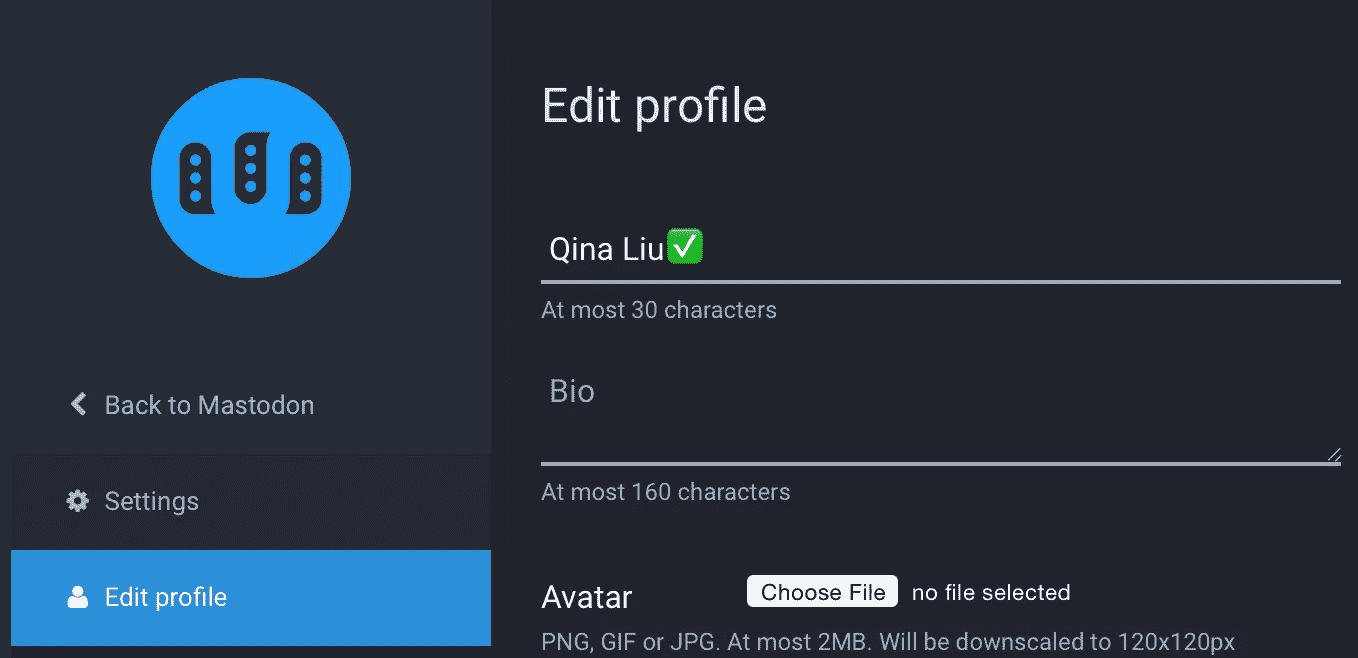 Back to Mastodon
Settings
Edit profile
Edit profile
Qina Liu✅
At most 30 characters
Bio
At most 160 characters
Avatar Choose File no file selected
PNG, GIF or JPG. At most 2MB. Will be downscaled to 120x120px